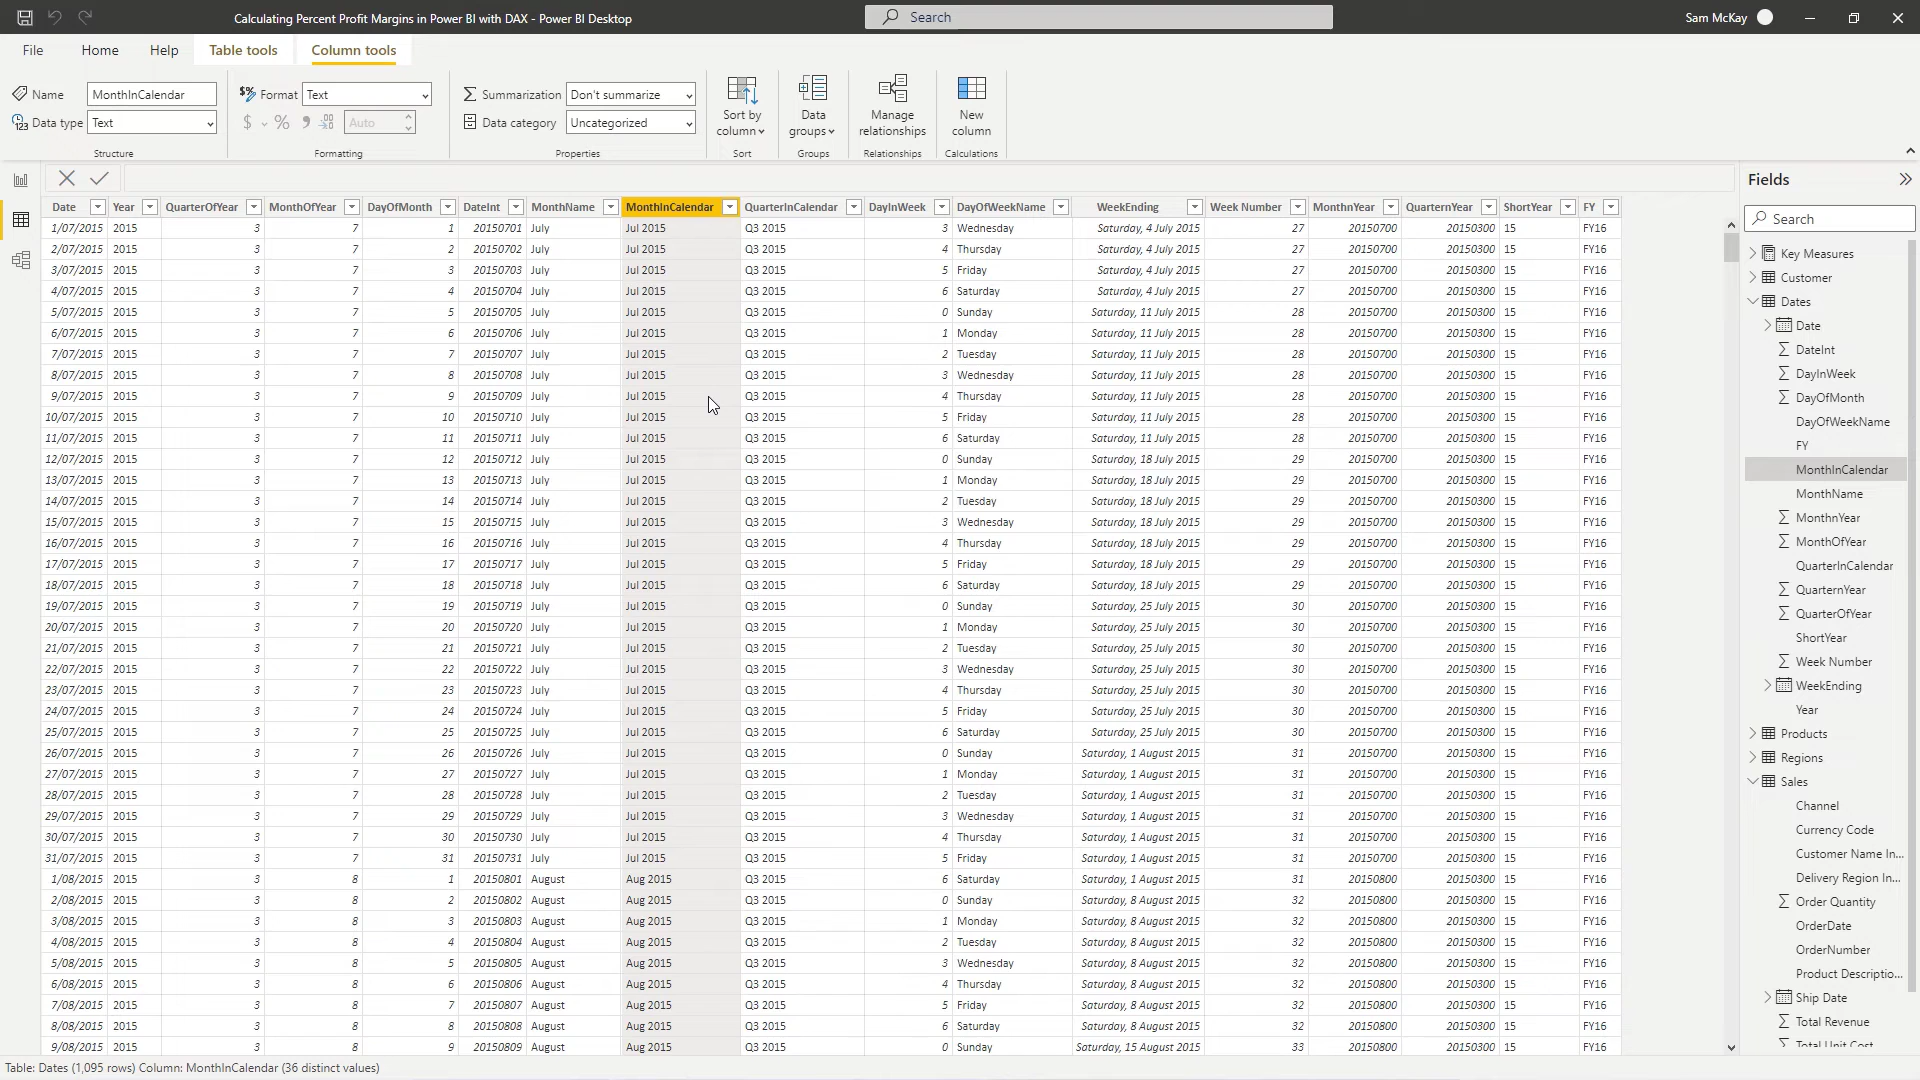 Calculating Percent Profit Margins in Power BI with DAX - Power BI Desktop
Search
Sam McKay
File Home Help Table tools Column tools
Name MonthInCalendar $% Format Text Summarization Don't summarize
Data type Text $ % Auto Data category Uncategorized
Sort by column Data groups Manage relationships New column
Structure Formatting Properties Sort Groups Relationships Calculations
Date Year QuarterOfYear MonthOfYear DayOfMonth DateInt MonthName MonthInCalendar QuarterInCalendar DayInWeek DayOfWeekName WeekEnding Week Number MonthnYear QuarternYear ShortYear FY
1/07/2015 2015 3 7 1 20150701 July Jul 2015 Q3 2015 3 Wednesday Saturday, 4 July 2015 27 20150700 20150300 15 FY16
2/07/2015 2015 3 7 2 20150702 July Jul 2015 Q3 2015 4 Thursday Saturday, 4 July 2015 27 20150700 20150300 15 FY16
3/07/2015 2015 3 7 3 20150703 July Jul 2015 Q3 2015 5 Friday Saturday, 4 July 2015 27 20150700 20150300 15 FY16
4/07/2015 2015 3 7 4 20150704 July Jul 2015 Q3 2015 6 Saturday Saturday, 4 July 2015 27 20150700 20150300 15 FY16
5/07/2015 2015 3 7 5 20150705 July Jul 2015 Q3 2015 0 Sunday Saturday, 11 July 2015 28 20150700 20150300 15 FY16
6/07/2015 2015 3 7 6 20150706 July Jul 2015 Q3 2015 1 Monday Saturday, 11 July 2015 28 20150700 20150300 15 FY16
7/07/2015 2015 3 7 7 20150707 July Jul 2015 Q3 2015 2 Tuesday Saturday, 11 July 2015 28 20150700 20150300 15 FY16
8/07/2015 2015 3 7 8 20150708 July Jul 2015 Q3 2015 3 Wednesday Saturday, 11 July 2015 28 20150700 20150300 15 FY16
9/07/2015 2015 3 7 9 20150709 July Jul 2015 Q3 2015 4 Thursday Saturday, 11 July 2015 28 20150700 20150300 15 FY16
10/07/2015 2015 3 7 10 20150710 July Jul 2015 Q3 2015 5 Friday Saturday, 11 July 2015 28 20150700 20150300 15 FY16
11/07/2015 2015 3 7 11 20150711 July Jul 2015 Q3 2015 6 Saturday Saturday, 11 July 2015 28 20150700 20150300 15 FY16
12/07/2015 2015 3 7 12 20150712 July Jul 2015 Q3 2015 0 Sunday Saturday, 18 July 2015 29 20150700 20150300 15 FY16
13/07/2015 2015 3 7 13 20150713 July Jul 2015 Q3 2015 1 Monday Saturday, 18 July 2015 29 20150700 20150300 15 FY16
14/07/2015 2015 3 7 14 20150714 July Jul 2015 Q3 2015 2 Tuesday Saturday, 18 July 2015 29 20150700 20150300 15 FY16
15/07/2015 2015 3 7 15 20150715 July Jul 2015 Q3 2015 3 Wednesday Saturday, 18 July 2015 29 20150700 20150300 15 FY16
16/07/2015 2015 3 7 16 20150716 July Jul 2015 Q3 2015 4 Thursday Saturday, 18 July 2015 29 20150700 20150300 15 FY16
17/07/2015 2015 3 7 17 20150717 July Jul 2015 Q3 2015 5 Friday Saturday, 18 July 2015 29 20150700 20150300 15 FY16
18/07/2015 2015 3 7 18 20150718 July Jul 2015 Q3 2015 6 Saturday Saturday, 18 July 2015 29 20150700 20150300 15 FY16
19/07/2015 2015 3 7 19 20150719 July Jul 2015 Q3 2015 0 Sunday Saturday, 25 July 2015 30 20150700 20150300 15 FY16
20/07/2015 2015 3 7 20 20150720 July Jul 2015 Q3 2015 1 Monday Saturday, 25 July 2015 30 20150700 20150300 15 FY16
21/07/2015 2015 3 7 21 20150721 July Jul 2015 Q3 2015 2 Tuesday Saturday, 25 July 2015 30 20150700 20150300 15 FY16
22/07/2015 2015 3 7 22 20150722 July Jul 2015 Q3 2015 3 Wednesday Saturday, 25 July 2015 30 20150700 20150300 15 FY16
23/07/2015 2015 3 7 23 20150723 July Jul 2015 Q3 2015 4 Thursday Saturday, 25 July 2015 30 20150700 20150300 15 FY16
24/07/2015 2015 3 7 24 20150724 July Jul 2015 Q3 2015 5 Friday Saturday, 25 July 2015 30 20150700 20150300 15 FY16
25/07/2015 2015 3 7 25 20150725 July Jul 2015 Q3 2015 6 Saturday Saturday, 25 July 2015 30 20150700 20150300 15 FY16
26/07/2015 2015 3 7 26 20150726 July Jul 2015 Q3 2015 0 Sunday Saturday, 1 August 2015 31 20150700 20150300 15 FY16
27/07/2015 2015 3 7 27 20150727 July Jul 2015 Q3 2015 1 Monday Saturday, 1 August 2015 31 20150700 20150300 15 FY16
28/07/2015 2015 3 7 28 20150728 July Jul 2015 Q3 2015 2 Tuesday Saturday, 1 August 2015 31 20150700 20150300 15 FY16
29/07/2015 2015 3 7 29 20150729 July Jul 2015 Q3 2015 3 Wednesday Saturday, 1 August 2015 31 20150700 20150300 15 FY16
30/07/2015 2015 3 7 30 20150730 July Jul 2015 Q3 2015 4 Thursday Saturday, 1 August 2015 31 20150700 20150300 15 FY16
31/07/2015 2015 3 7 31 20150731 July Jul 2015 Q3 2015 5 Friday Saturday, 1 August 2015 31 20150700 20150300 15 FY16
1/08/2015 2015 3 8 1 20150801 August Aug 2015 Q3 2015 6 Saturday Saturday, 1 August 2015 31 20150800 20150300 15 FY16
2/08/2015 2015 3 8 2 20150802 August Aug 2015 Q3 2015 0 Sunday Saturday, 8 August 2015 32 20150800 20150300 15 FY16
3/08/2015 2015 3 8 3 20150803 August Aug 2015 Q3 2015 1 Monday Saturday, 8 August 2015 32 20150800 20150300 15 FY16
4/08/2015 2015 3 8 4 20150804 August Aug 2015 Q3 2015 2 Tuesday Saturday, 8 August 2015 32 20150800 20150300 15 FY16
5/08/2015 2015 3 8 5 20150805 August Aug 2015 Q3 2015 3 Wednesday Saturday, 8 August 2015 32 20150800 20150300 15 FY16
6/08/2015 2015 3 8 6 20150806 August Aug 2015 Q3 2015 4 Thursday Saturday, 8 August 2015 32 20150800 20150300 15 FY16
7/08/2015 2015 3 8 7 20150807 August Aug 2015 Q3 2015 5 Friday Saturday, 8 August 2015 32 20150800 20150300 15 FY16
8/08/2015 2015 3 8 8 20150808 August Aug 2015 Q3 2015 6 Saturday Saturday, 8 August 2015 32 20150800 20150300 15 FY16
9/08/2015 2015 3 8 9 20150809 August Aug 2015 Q3 2015 0 Sunday Saturday, 15 August 2015 33 20150800 20150300 15 FY16
Fields
Search
Key Measures
Customer
Dates
Date
DateInt
DayInWeek
DayOfMonth
DayOfWeekName
FY
MonthInCalendar
MonthName
MonthnYear
MonthOfYear
QuarterInCalendar
QuarternYear
QuarterOfYear
ShortYear
Week Number
WeekEnding
Year
Products
Regions
Sales
Channel
Currency Code
Customer Name In...
Delivery Region In...
Order Quantity
OrderDate
OrderNumber
Product Descriptio...
Ship Date
Total Revenue
Total Unit Cost
Table: Dates (1,095 rows) Column: MonthInCalendar (36 distinct values)